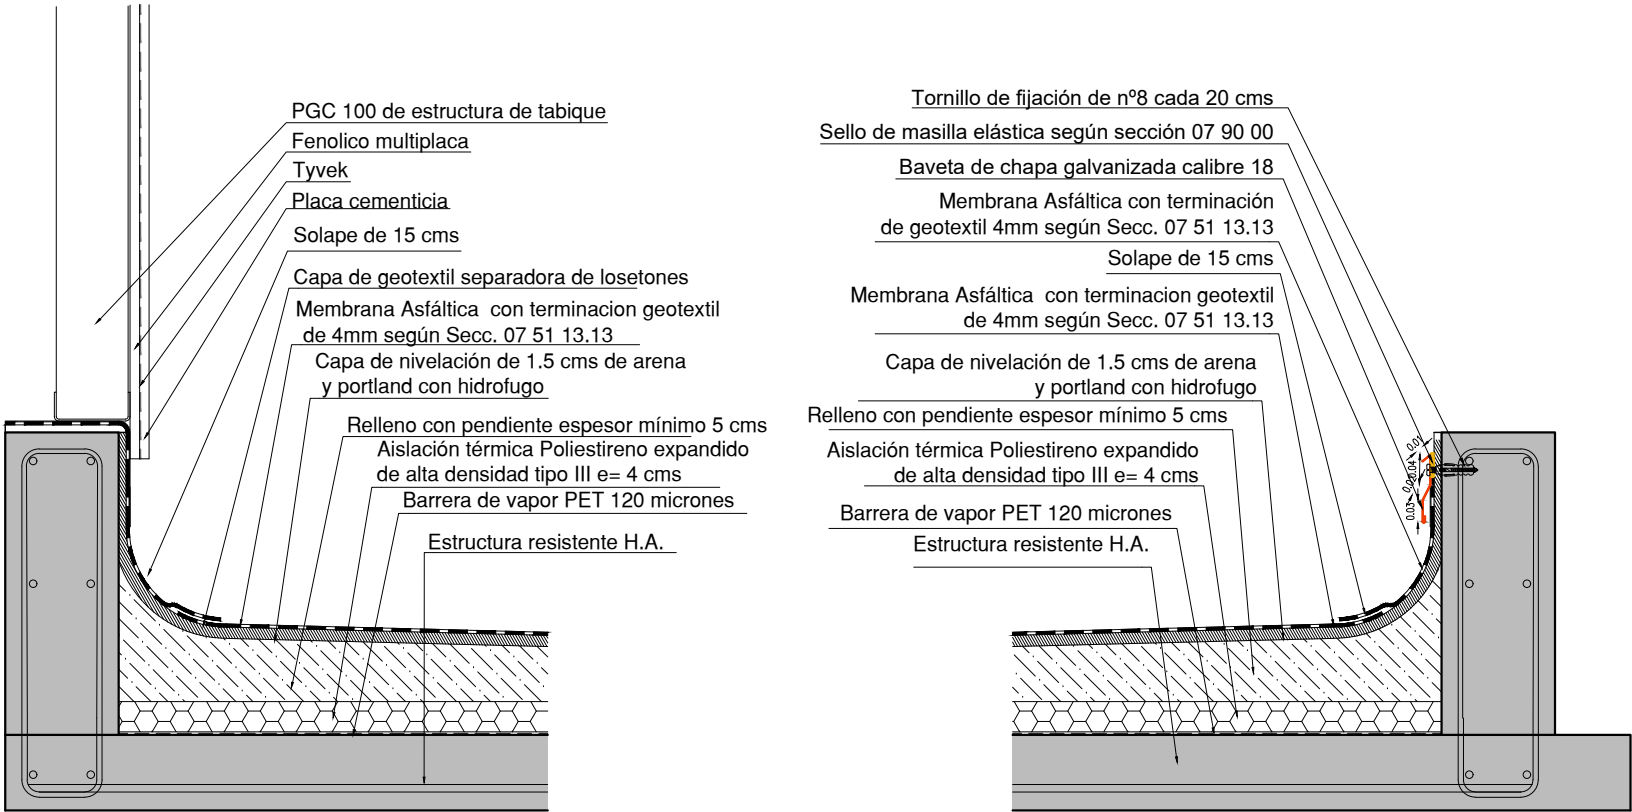 PGC 100 de estructura de tabique
Fenolico multiplaca
Tyvek
Placa cementicia
Solape de 15 cms
Capa de geotextil separadora de losetones
Membrana Asfáltica con terminacion geotextil
de 4mm según Secc. 07 51 13.13
Capa de nivelación de 1.5 cms de arena
y portland con hidrofugo
Relleno con pendiente espesor mínimo 5 cms
Aislación térmica Poliestireno expandido
de alta densidad tipo III e= 4 cms
Barrera de vapor PET 120 micrones
Estructura resistente H.A.
Tornillo de fijación de nº8 cada 20 cms
Sello de masilla elástica según sección 07 90 00
Baveta de chapa galvanizada calibre 18
Membrana Asfáltica con terminación
de geotextil 4mm según Secc. 07 51 13.13
Solape de 15 cms
Membrana Asfáltica con terminacion geotextil
de 4mm según Secc. 07 51 13.13
Capa de nivelación de 1.5 cms de arena
y portland con hidrofugo
Relleno con pendiente espesor mínimo 5 cms
Aislación térmica Poliestireno expandido
de alta densidad tipo III e= 4 cms
Barrera de vapor PET 120 micrones
Estructura resistente H.A.
0.01
0.04
0.03